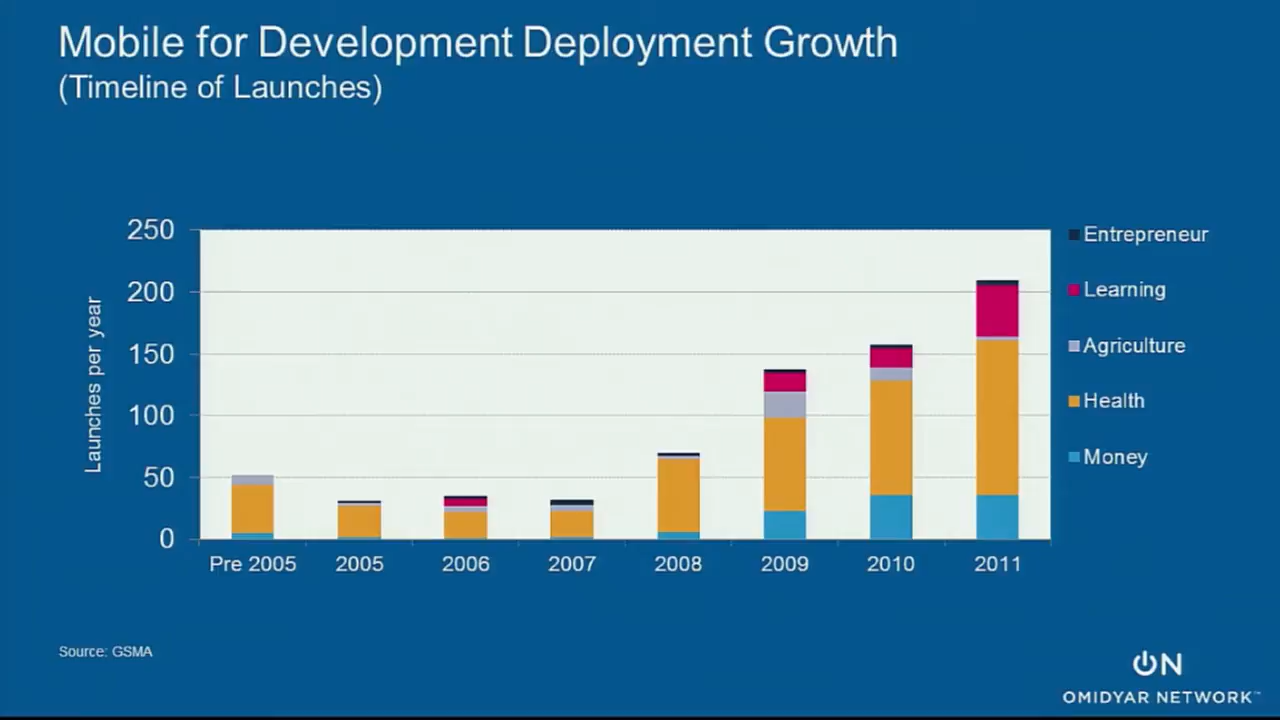 Mobile for Development Deployment Growth
(Timeline of Launches)
250
200
150
100
50
0
Launches per year
Pre 2005 2005 2006 2007 2008 2009 2010 2011
Entrepreneur
Learning
Agriculture
Health
Money
Source: GSMA
ON
OMIDYAR NETWORK™